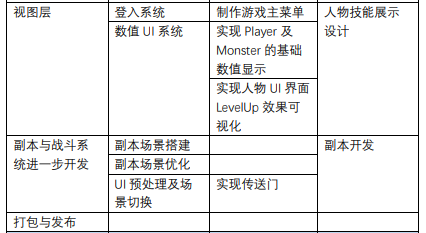 视图层
登入系统
制作游戏主菜单
人物技能展示
设计
数值 UI 系统
实现 Player 及
Monster 的基础
数值显示
实现人物 UI 界面
LevelUp 效果可
视化
副本与战斗系
统进一步开发
副本场景搭建
副本开发
副本场景优化
UI 预处理及场
景切换
实现传送门
打包与发布